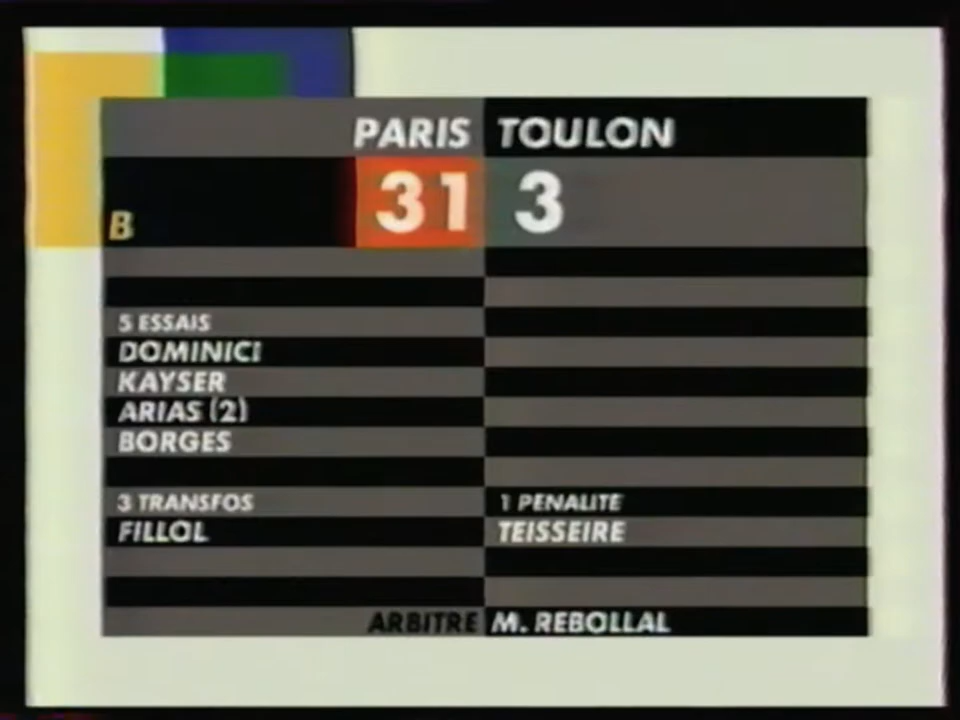 PARIS TOULON
B 31 3
5 ESSAIS
DOMINICI
KAYSER
ARIAS (2)
BORGES
3 TRANSFOS 1 PENALITE
FILLOL TEISSEIRE
ARBITRE M. REBOLLAL